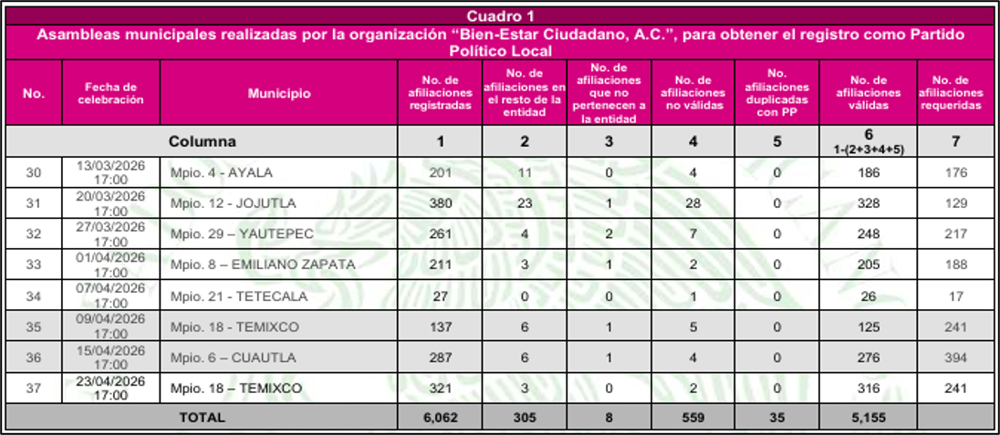 Cuadro 1
Asambleas municipales realizadas por la organización “Bien-Estar Ciudadano, A.C.”, para obtener el registro como Partido
Político Local
No. | Fecha de celebración | Municipio | No. de afiliaciones registradas | No. de afiliaciones en el resto de la entidad | No. de afiliaciones que no pertenecen a la entidad | No. de afiliaciones no válidas | No. afiliaciones duplicadas con PP | No. de afiliaciones válidas | No. de afiliaciones requeridas
Columna | 1 | 2 | 3 | 4 | 5 | 6 1-(2+3+4+5) | 7
30 | 13/03/2026 17:00 | Mpio. 4 - AYALA | 201 | 11 | 0 | 4 | 0 | 186 | 176
31 | 20/03/2026 17:00 | Mpio. 12 - JOJUTLA | 380 | 23 | 1 | 28 | 0 | 328 | 129
32 | 27/03/2026 17:00 | Mpio. 29 – YAUTEPEC | 261 | 4 | 2 | 7 | 0 | 248 | 217
33 | 01/04/2026 17:00 | Mpio. 8 – EMILIANO ZAPATA | 211 | 3 | 1 | 2 | 0 | 205 | 188
34 | 07/04/2026 17:00 | Mpio. 21 - TETECALA | 27 | 0 | 0 | 1 | 0 | 26 | 17
35 | 09/04/2026 17:00 | Mpio. 18 - TEMIXCO | 137 | 6 | 1 | 5 | 0 | 125 | 241
36 | 15/04/2026 17:00 | Mpio. 6 – CUAUTLA | 287 | 6 | 1 | 4 | 0 | 276 | 394
37 | 23/04/2026 17:00 | Mpio. 18 – TEMIXCO | 321 | 3 | 0 | 2 | 0 | 316 | 241
TOTAL | 6,062 | 305 | 8 | 559 | 35 | 5,155